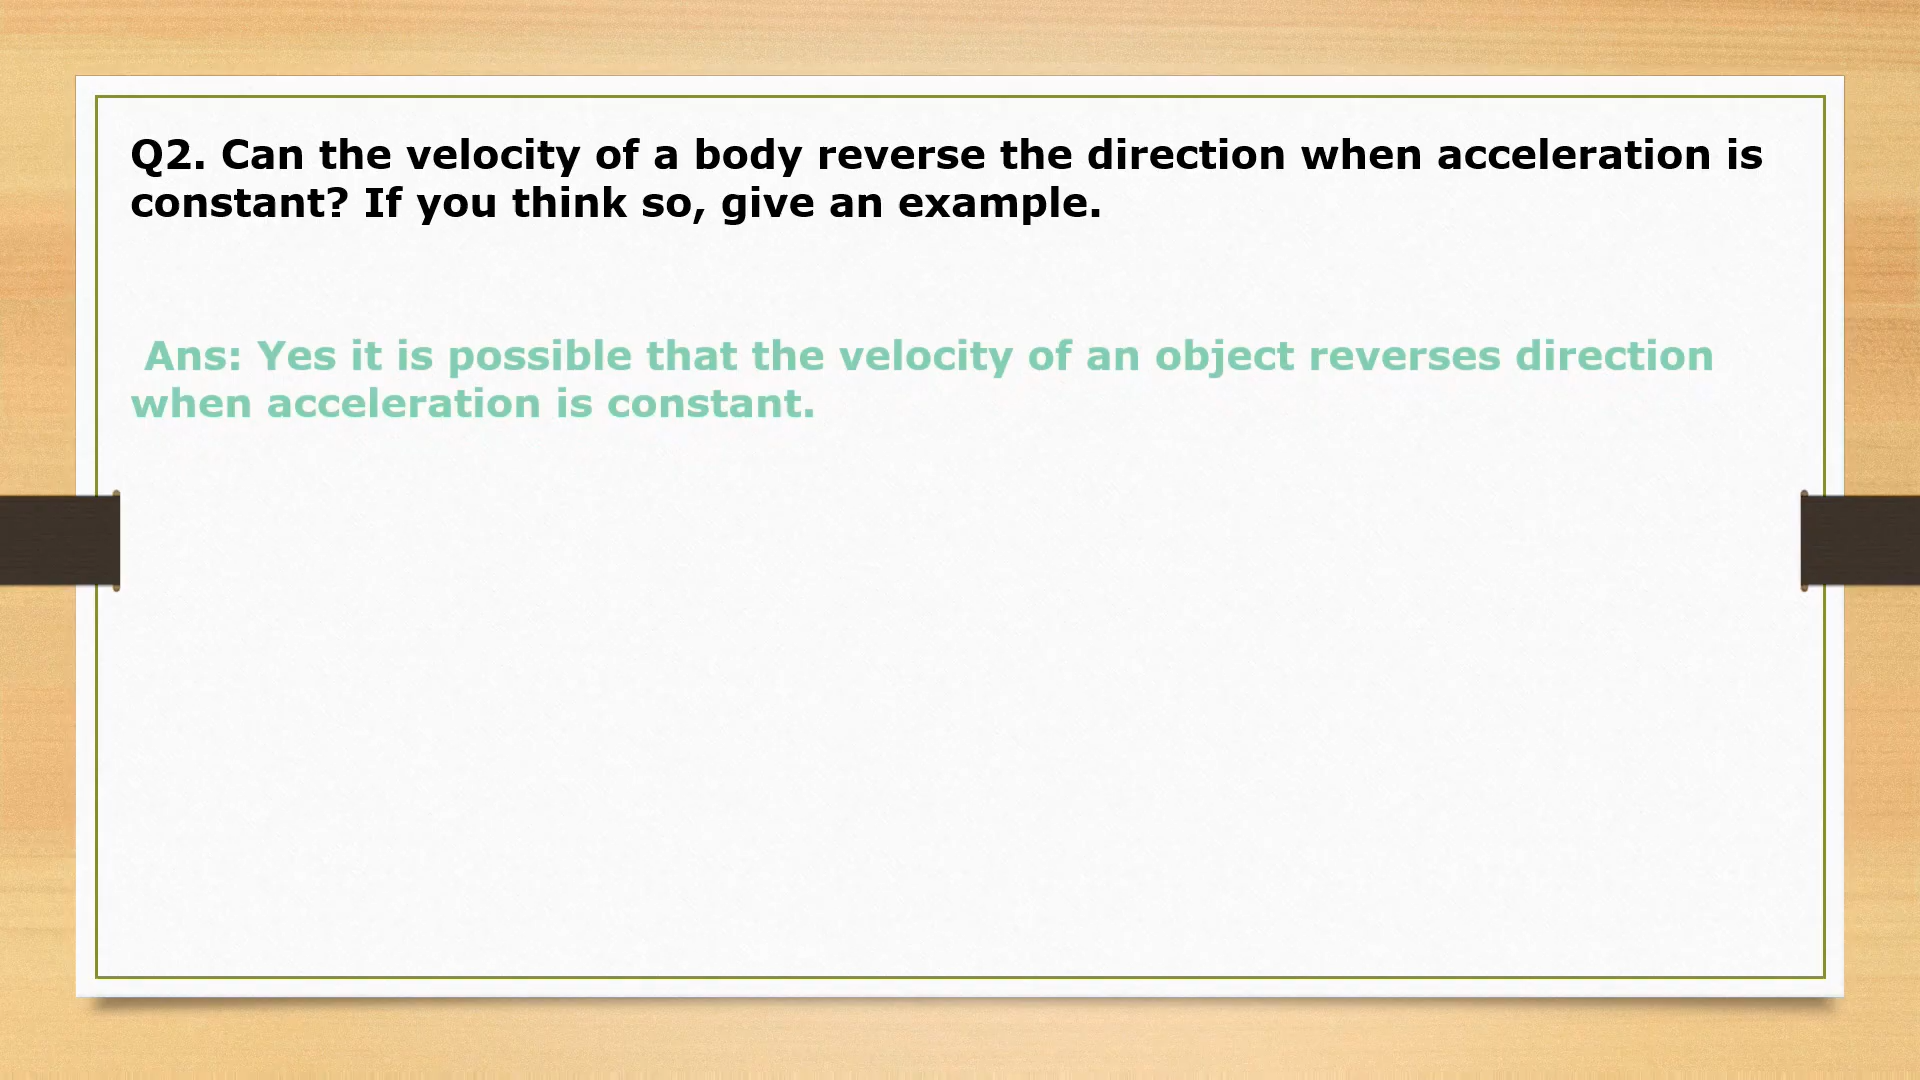 Q2. Can the velocity of a body reverse the direction when acceleration is
constant? If you think so, give an example.
Ans: Yes it is possible that the velocity of an object reverses direction
when acceleration is constant.